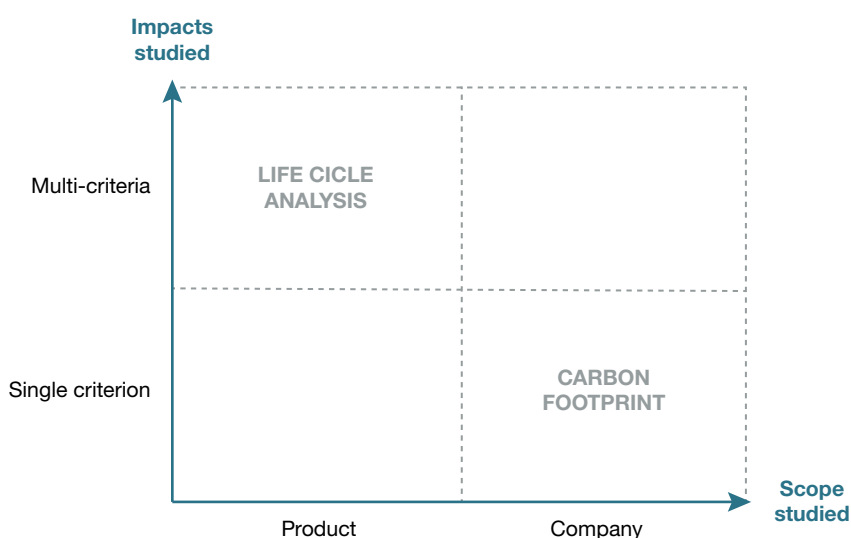 Impacts
studied
Multi-criteria
LIFE CICLE
ANALYSIS
Single criterion
CARBON
FOOTPRINT
Scope
studied
Product
Company